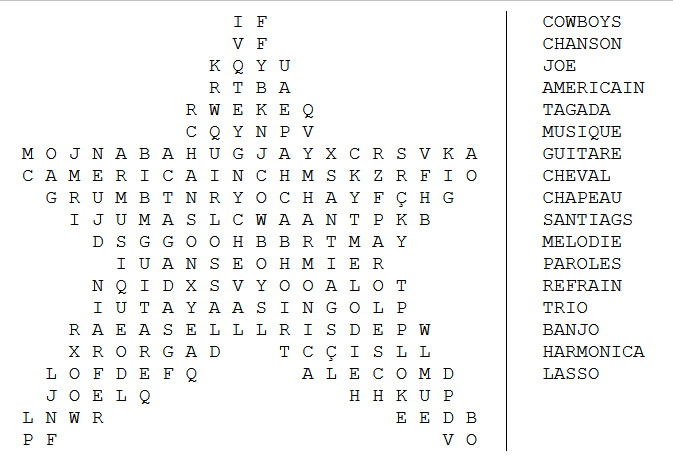 I F
V F
K Q Y U
R T B A
R W E K E Q
C Q Y N P V
M O J N A B A H U G J A Y X C R S V K A
C A M E R I C A I N C H M S K Z R F I O
G R U M B T N R Y O C H A Y F Ç H G
I J U M A S L C W A A N T P K B
D S G G O O H B B R T M A Y
I U A N S E O H M I E R
N Q I D X S V Y O O A L O T
I U T A Y A A S I N G O L P
R A E A S E L L L R I S D E P W
X R O R G A D T C Ç I S L L
L O F D E F Q A L E C O M D
J O E L Q H H K U P
L N W R E E D B
P F V O
COWBOYS
CHANSON
JOE
AMERICAIN
TAGADA
MUSIQUE
GUITARE
CHEVAL
CHAPEAU
SANTIAGS
MELODIE
PAROLES
REFRAIN
TRIO
BANJO
HARMONICA
LASSO